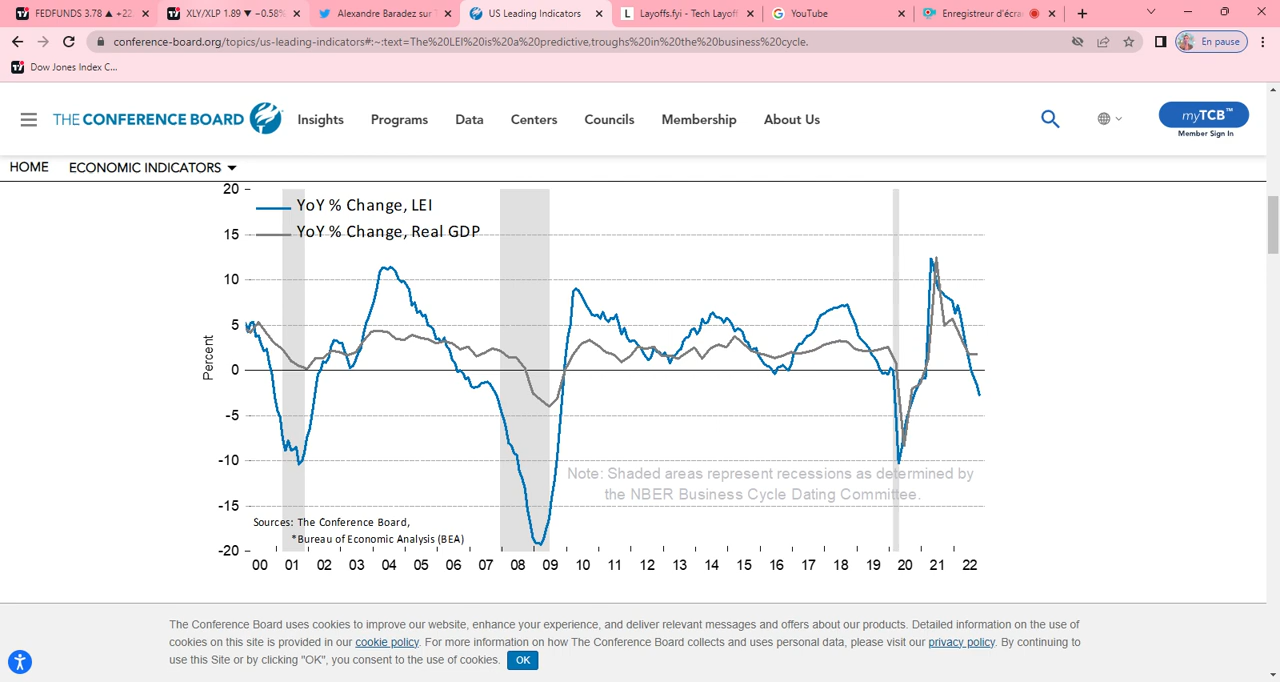 FEDFUNDS 3.78 ▲ +22
XLY/XLP 1.89 ▼ −0.58%
Alexandre Baradez sur
US Leading Indicators
Layoffs.fyi - Tech Layof
YouTube
Enregistreur d'écra
conference-board.org/topics/us-leading-indicators#:~:text=The%20LEI%20is%20a%20predictive,troughs%20in%20the%20business%20cycle.
En pause
Dow Jones Index C...
THE CONFERENCE BOARD
Insights
Programs
Data
Centers
Councils
Membership
About Us
myTCB™
Member Sign In
HOME
ECONOMIC INDICATORS
20
YoY % Change, LEI
YoY % Change, Real GDP
15
10
5
Percent
0
-5
-10
Note: Shaded areas represent recessions as determined by
the NBER Business Cycle Dating Committee.
-15
Sources: The Conference Board,
*Bureau of Economic Analysis (BEA)
-20
00 01 02 03 04 05 06 07 08 09 10 11 12 13 14 15 16 17 18 19 20 21 22
The Conference Board uses cookies to improve our website, enhance your experience, and deliver relevant messages and offers about our products. Detailed information on the use of
cookies on this site is provided in our cookie policy. For more information on how The Conference Board collects and uses personal data, please visit our privacy policy. By continuing to
use this Site or by clicking "OK", you consent to the use of cookies. OK